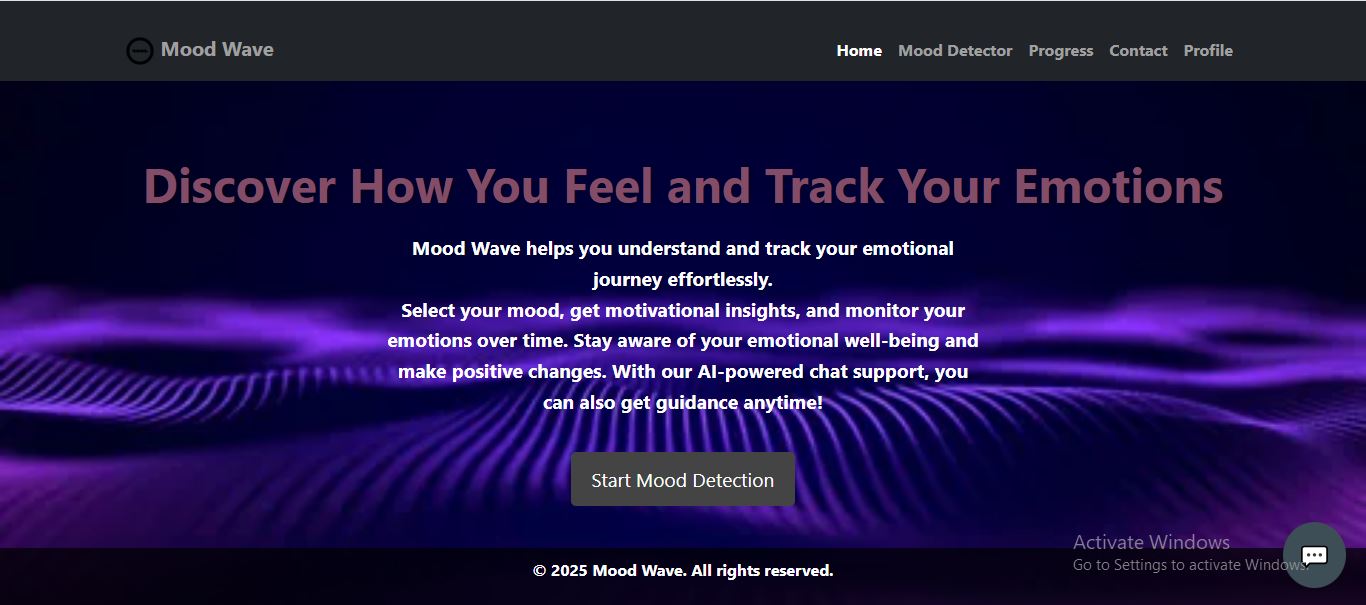 Mood Wave
Home Mood Detector Progress Contact Profile
Discover How You Feel and Track Your Emotions
Mood Wave helps you understand and track your emotional
journey effortlessly.
Select your mood, get motivational insights, and monitor your
emotions over time. Stay aware of your emotional well-being and
make positive changes. With our AI-powered chat support, you
can also get guidance anytime!
Start Mood Detection
Activate Windows
Go to Settings to activate Windows.
© 2025 Mood Wave. All rights reserved.